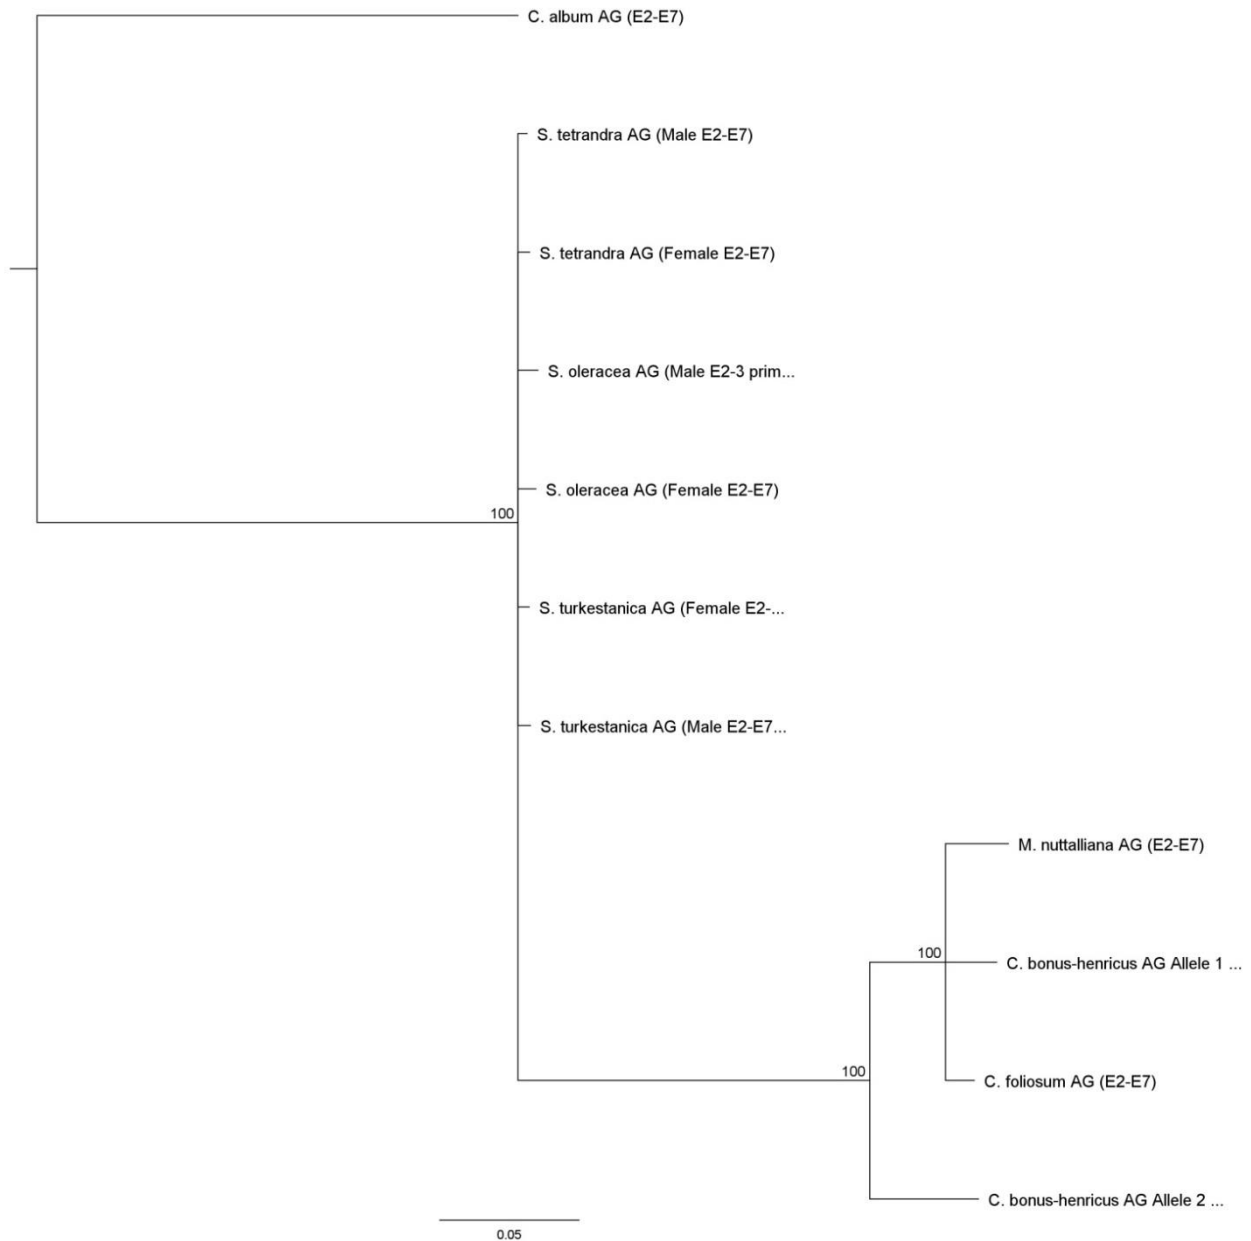 C. album AG (E2-E7)
S. tetrandra AG (Male E2-E7)
S. tetrandra AG (Female E2-E7)
S. oleracea AG (Male E2-3 prim...
S. oleracea AG (Female E2-E7)
100
S. turkestanica AG (Female E2-...
S. turkestanica AG (Male E2-E7...
M. nuttalliana AG (E2-E7)
100
C. bonus-henricus AG Allele 1 ...
100
C. foliosum AG (E2-E7)
C. bonus-henricus AG Allele 2 ...
0.05